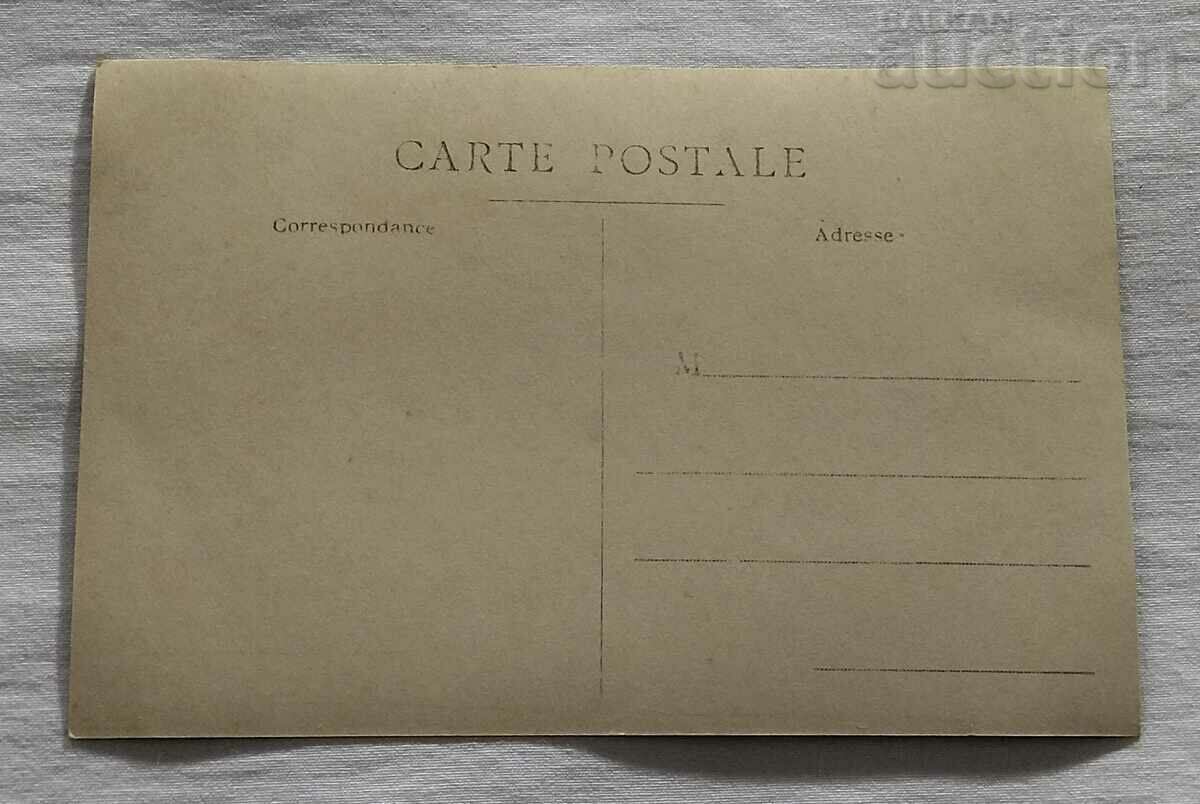 BALKAN
auction
CARTE POSTALE
Correspondance
Adresse
M